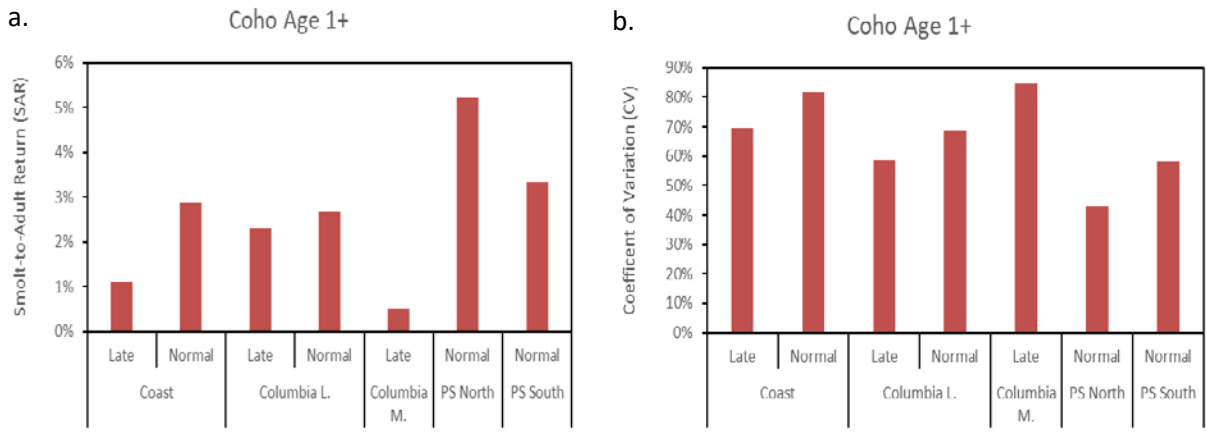 a.
Coho Age 1+
Smolt-to-Adult Return (SAR)
6%
5%
4%
3%
2%
1%
0%
Late Normal Late Normal Late Normal Normal
Coast Columbia L. Columbia M. PS North PS South
b.
Coho Age 1+
Coefficent of Variation (CV)
90%
80%
70%
60%
50%
40%
30%
20%
10%
0%
Late Normal Late Normal Late Normal Normal
Coast Columbia L. Columbia M. PS North PS South